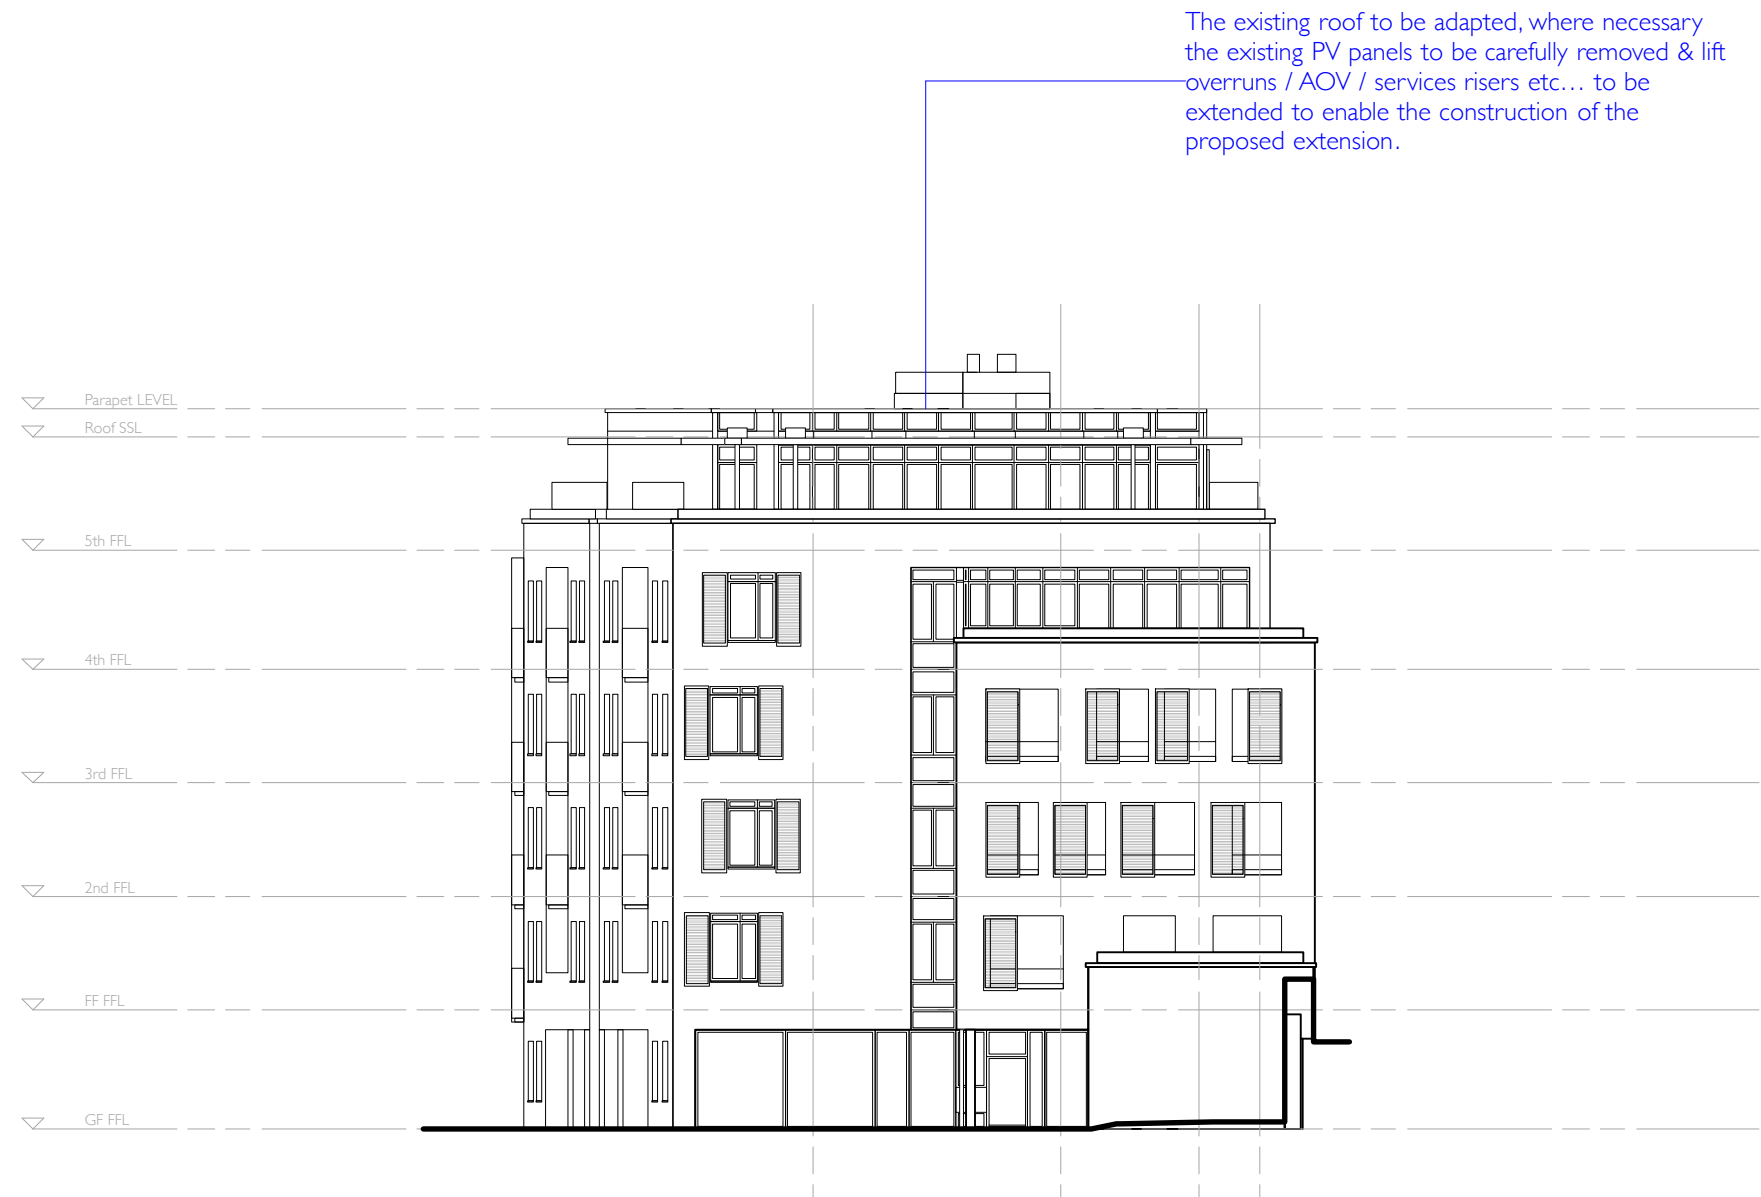 The existing roof to be adapted, where necessary
the existing PV panels to be carefully removed & lift
overruns / AOV / services risers etc... to be
extended to enable the construction of the
proposed extension.
Parapet LEVEL
Roof SSL
5th FFL
4th FFL
3rd FFL
2nd FFL
FF FFL
GF FFL